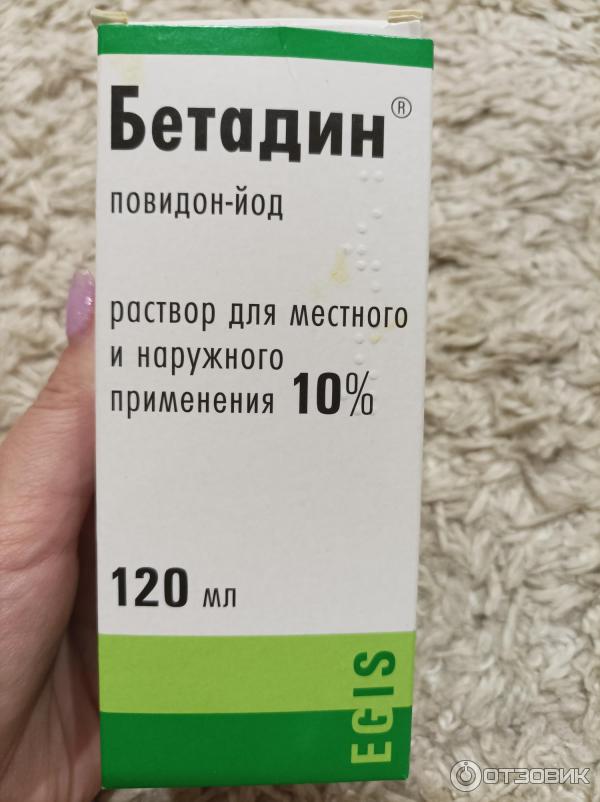 Бетадин®
повидон-йод
раствор для местного
и наружного
применения 10%
120 мл
EGIS
ОТЗОВИК